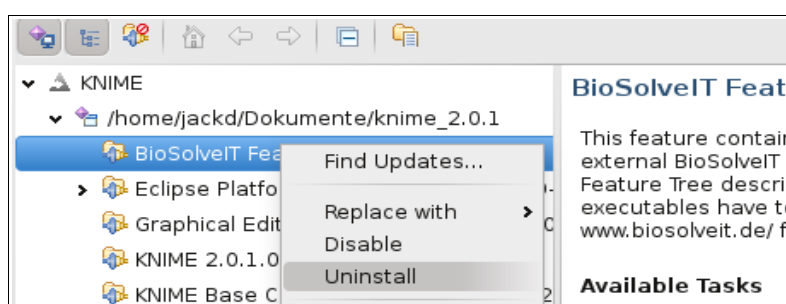 KNIME
/home/jackd/Dokumente/knime_2.0.1
BioSolveIT Fea
Eclipse Platfo
Graphical Edit
KNIME 2.0.1.0
KNIME Base C
Find Updates...
Replace with
Disable
Uninstall
BioSolveIT Feat
This feature contain
external BioSolveIT
Feature Tree descri
executables have to
www.biosolveit.de/ f
Available Tasks